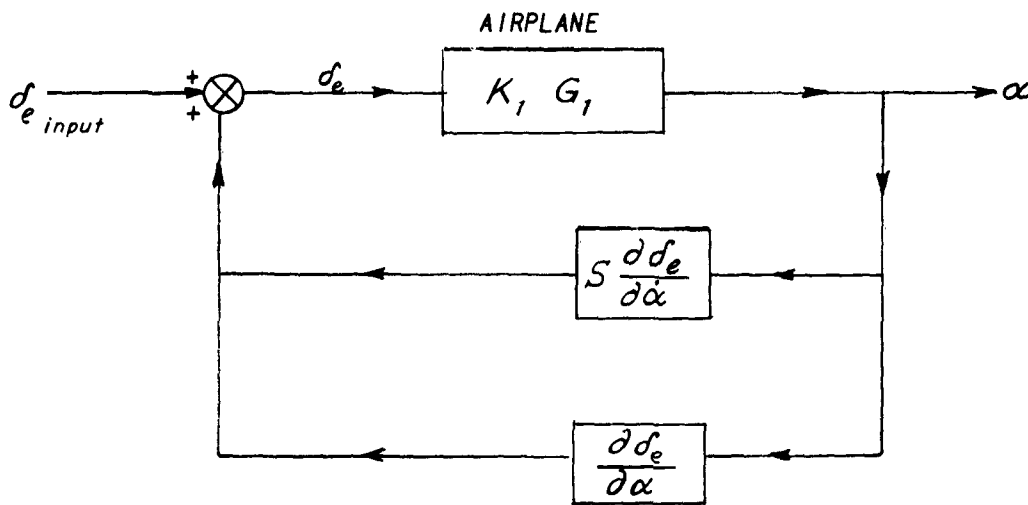 AIRPLANE
δe input
+
+
δe
K1 G1
α
S ∂δe/∂α̇
∂δe/∂α